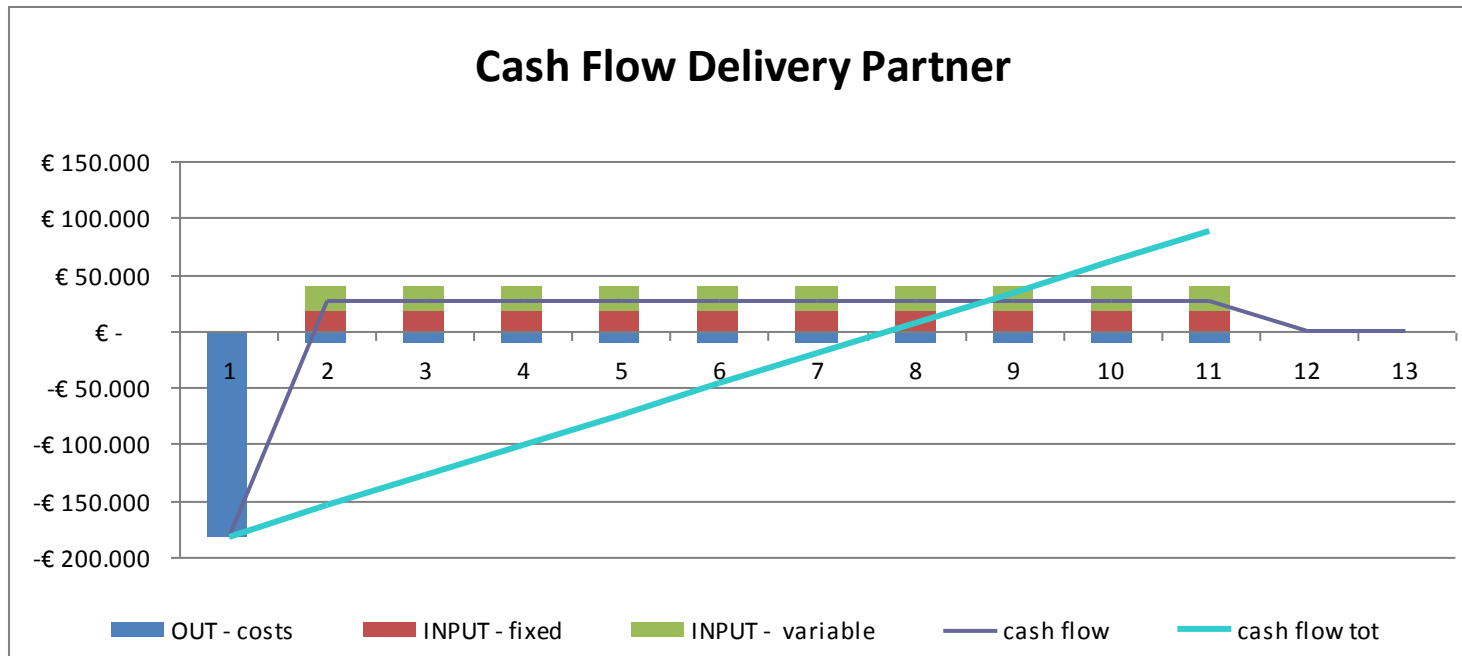 Cash Flow Delivery Partner
€ 150.000
€ 100.000
€ 50.000
€ -
-€ 50.000
-€ 100.000
-€ 150.000
-€ 200.000
1 2 3 4 5 6 7 8 9 10 11 12 13
OUT - costs INPUT - fixed INPUT - variable cash flow cash flow tot